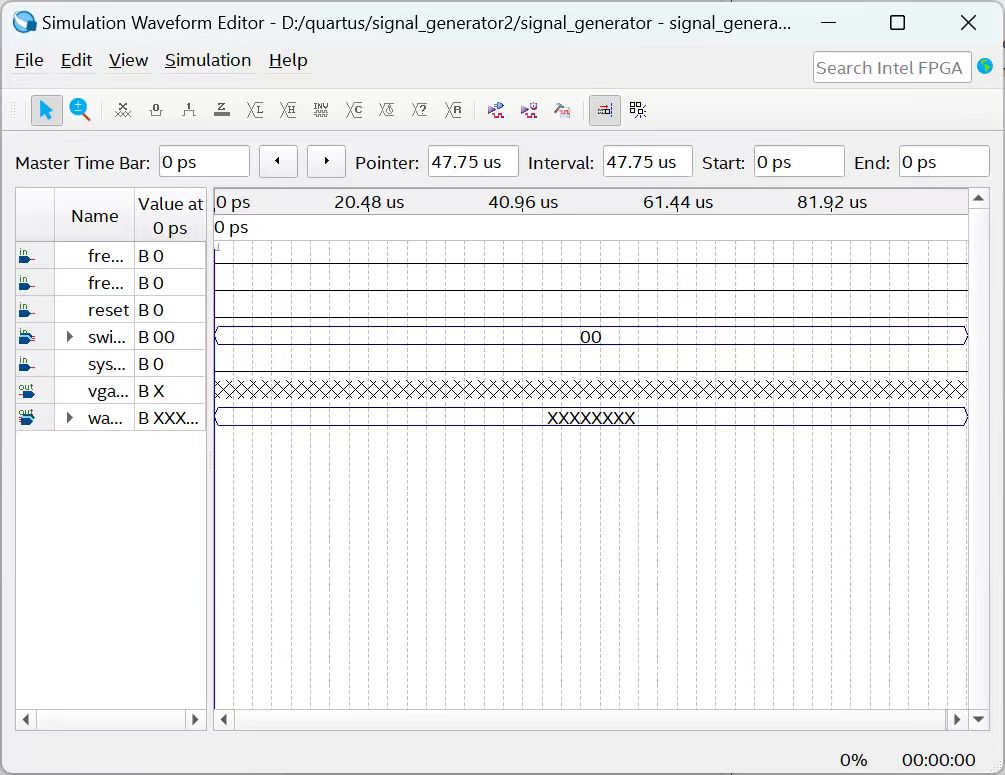 Simulation Waveform Editor - D:/quartus/signal_generator2/signal_generator - signal_genera...
File Edit View Simulation Help
Search Intel FPGA
Master Time Bar: 0 ps Pointer: 47.75 us Interval: 47.75 us Start: 0 ps End: 0 ps
Name Value at 0 ps
0 ps 20.48 us 40.96 us 61.44 us 81.92 us
0 ps
in fre... B 0
in fre... B 0
in reset B 0
in swi... B 00 00
in sys... B 0
out vga... B X
out wa... B XXX... XXXXXXXX
0% 00:00:00